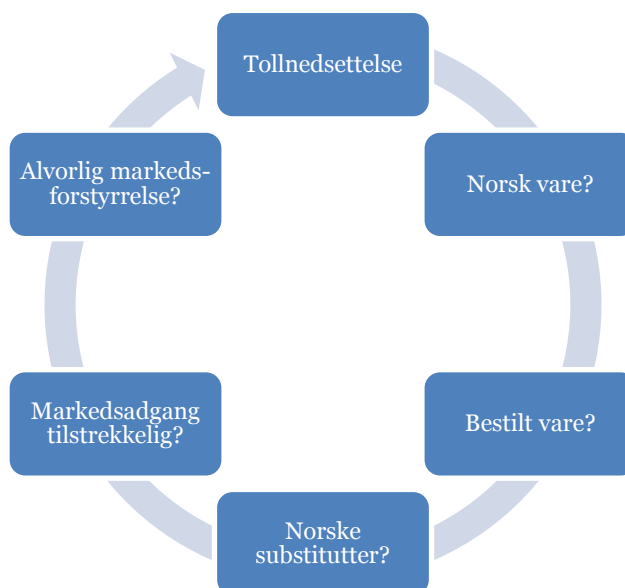 Tollnedsettelse
Norsk vare?
Bestilt vare?
Norske
substitutter?
Markedsadgang
tilstrekkelig?
Alvorlig markeds-
forstyrrelse?